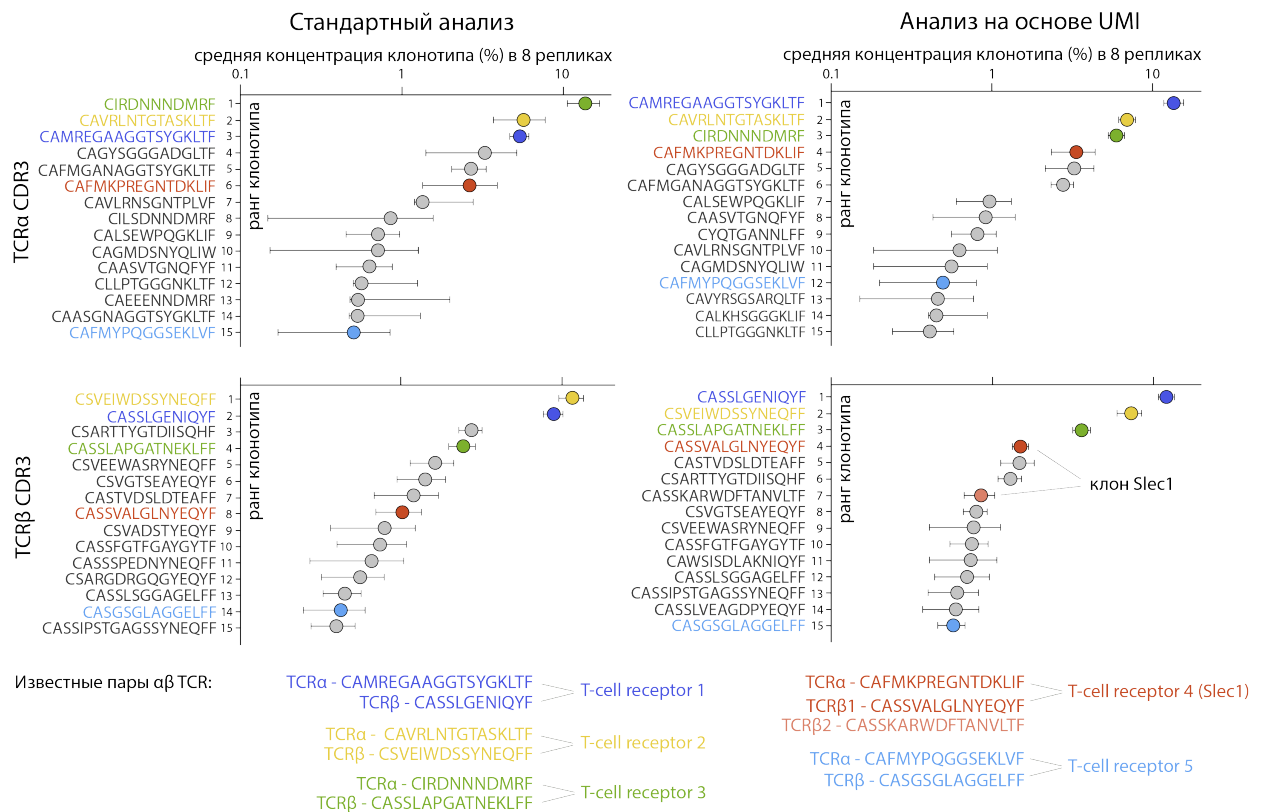 Стандартный анализ
средняя концентрация клонотипа (%) в 8 репликах
0.1 1 10
TCRα CDR3
ранг клонотипа
CIRDNNNDMRF 1
CAVRLNTGTASKLTF 2
CAMREGAAGGTSYGKLTF 3
CAGYSGGGADGLTF 4
CAFMGANAGGTSYGKLTF 5
CAFMKPREGNTDKLIF 6
CAVLRNSGNTPLVF 7
CILSDNNDMRF 8
CALSEWPQGKLIF 9
CAGMDSNYQLIW 10
CAASVTGNQFYF 11
CLLPTGGGNKLTF 12
CAEEENNDMRF 13
CAASGNAGGTSYGKLTF 14
CAFMYPQGGSEKLVF 15
Анализ на основе UMI
средняя концентрация клонотипа (%) в 8 репликах
0.1 1 10
ранг клонотипа
CAMREGAAGGTSYGKLTF 1
CAVRLNTGTASKLTF 2
CIRDNNNDMRF 3
CAFMKPREGNTDKLIF 4
CAGYSGGGADGLTF 5
CAFMGANAGGTSYGKLTF 6
CALSEWPQGKLIF 7
CAASVTGNQFYF 8
CYQTGANNLFF 9
CAVLRNSGNTPLVF 10
CAGMDSNYQLIW 11
CAFMYPQGGSEKLVF 12
CAVYRSGSARQLTF 13
CALKHSGGGKLIF 14
CLLPTGGGNKLTF 15
TCRβ CDR3
ранг клонотипа
CSVEIWDSSYNEQFF 1
CASSLGENIQYF 2
CSARTTYGTDIISQHF 3
CASSLAPGATNEKLFF 4
CSVEEWASRYNEQFF 5
CSVGTSEAYEQYF 6
CASTVDSLDTEAFF 7
CASSVALGLNYEQYF 8
CSVADSTYEQYF 9
CASSFGTFGAYGYTF 10
CASSSPEDNYNEQFF 11
CSARGDRGQGYEQYF 12
CASSLSGGAGELFF 13
CASGSGLAGGELFF 14
CASSIPSTGAGSSYNEQFF 15
ранг клонотипа
CASSLGENIQYF 1
CSVEIWDSSYNEQFF 2
CASSLAPGATNEKLFF 3
CASSVALGLNYEQYF 4
CASTVDSLDTEAFF 5
CSARTTYGTDIISQHF 6
CASSKARWDFTANVLTF 7
CSVGTSEAYEQYF 8
CSVEEWASRYNEQFF 9
CASSFGTFGAYGYTF 10
CAWSISDLAKNIQYF 11
CASSLSGGAGELFF 12
CASSIPSTGAGSSYNEQFF 13
CASSLVEAGDPYEQYF 14
CASGSGLAGGELFF 15
клон Slec1
Известные пары αβ TCR:
TCRα - CAMREGAAGGTSYGKLTF
TCRβ - CASSLGENIQYF
T-cell receptor 1
TCRα - CAVRLNTGTASKLTF
TCRβ - CSVEIWDSSYNEQFF
T-cell receptor 2
TCRα - CIRDNNNDMRF
TCRβ - CASSLAPGATNEKLFF
T-cell receptor 3
TCRα - CAFMKPREGNTDKLIF
TCRβ1 - CASSVALGLNYEQYF
TCRβ2 - CASSKARWDFTANVLTF
T-cell receptor 4 (Slec1)
TCRα - CAFMYPQGGSEKLVF
TCRβ - CASGSGLAGGELFF
T-cell receptor 5